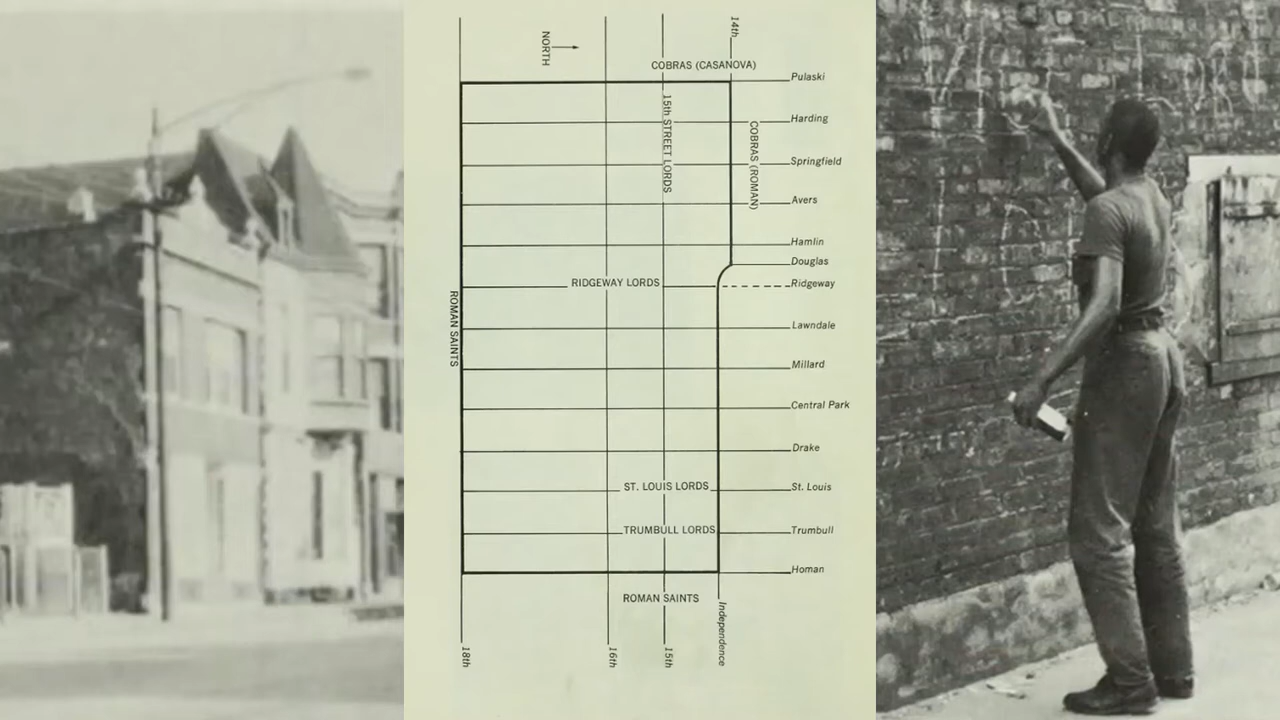 14th
NORTH
COBRAS (CASANOVA)
Pulaski
15th STREET LORDS
Harding
COBRAS (ROMAN)
Springfield
Avers
Hamlin
Douglas
RIDGEWAY LORDS
Ridgeway
ROMAN SAINTS
Lawndale
Millard
Central Park
Drake
ST. LOUIS LORDS
St. Louis
TRUMBULL LORDS
Trumbull
Homan
ROMAN SAINTS
Independence
18th
16th
15th